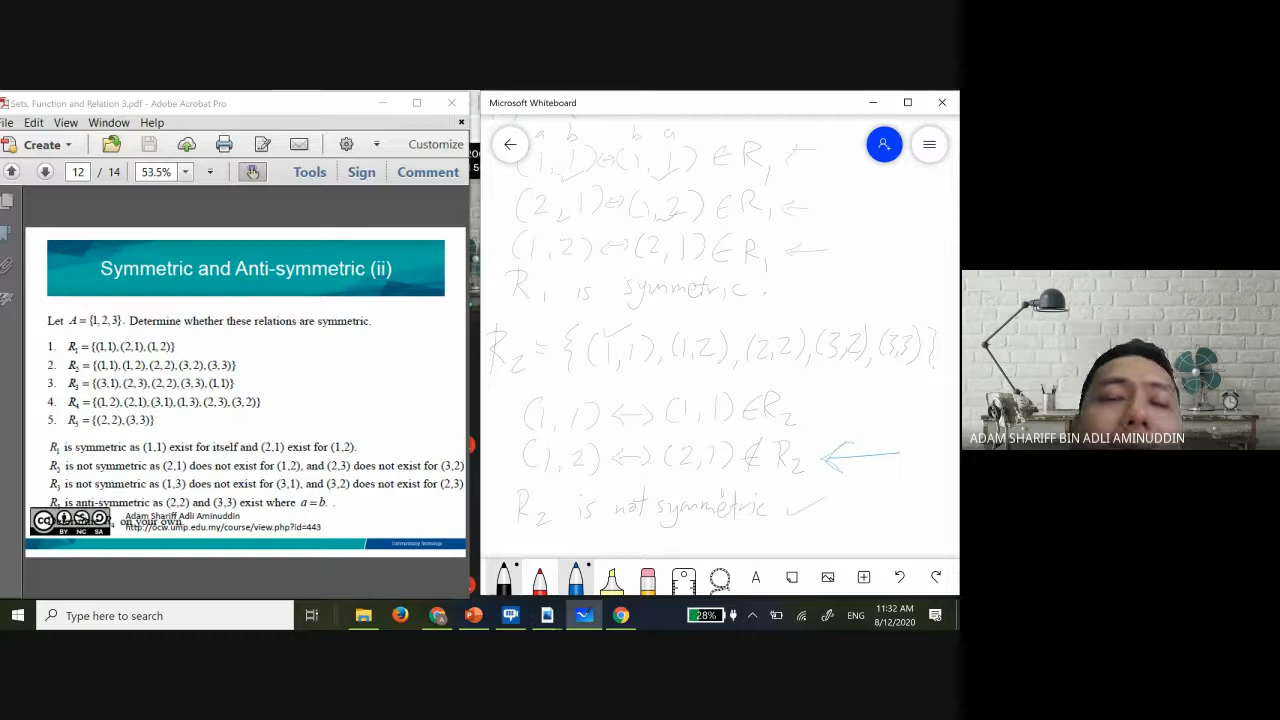 Sets, Function and Relation 3.pdf - Adobe Acrobat Pro
File Edit View Window Help
Create Customize
12 / 14 53.5% Tools Sign Comment
Symmetric and Anti-symmetric (ii)
Let A = {1, 2, 3}. Determine whether these relations are symmetric.
1. R₁ = {(1,1),(2,1),(1,2)}
2. R₂ = {(1,1),(1,2),(2,2),(3,2),(3,3)}
3. R₃ = {(3,1),(2,3),(2,2),(3,3),(1,1)}
4. R₄ = {(1,2),(2,1),(3,1),(1,3),(2,3),(3,2)}
5. R₅ = {(2,2),(3,3)}
R₁ is symmetric as (1,1) exist for itself and (2,1) exist for (1,2).
R₂ is not symmetric as (2,1) does not exist for (1,2), and (2,3) does not exist for (3,2)
R₃ is not symmetric as (1,3) does not exist for (3,1), and (3,2) does not exist for (2,3)
is anti-symmetric as (2,2) and (3,3) exist where a = b. .
on your own.
cc BY NC SA
Adam Shariff Adli Aminuddin
http://ocw.ump.edu.my/course/view.php?id=443
Microsoft Whiteboard
a b b a
(1, 1) ↔ (1, 1) ∈ R₁ ←
(2, 1) ↔ (1, 2) ∈ R₁ ←
(1, 2) ↔ (2, 1) ∈ R₁ ←
R₁ is symmetric.
R₂ = {(1,1), (1,2), (2,2), (3,2), (3,3)}
(1, 1) ↔ (1, 1) ∈ R₂
(1, 2) ↔ (2, 1) ∉ R₂ ←
R₂ is not symmetric ✓
A
ADAM SHARIFF BIN ADLI AMINUDDIN
Type here to search
28% ENG
11:32 AM
8/12/2020